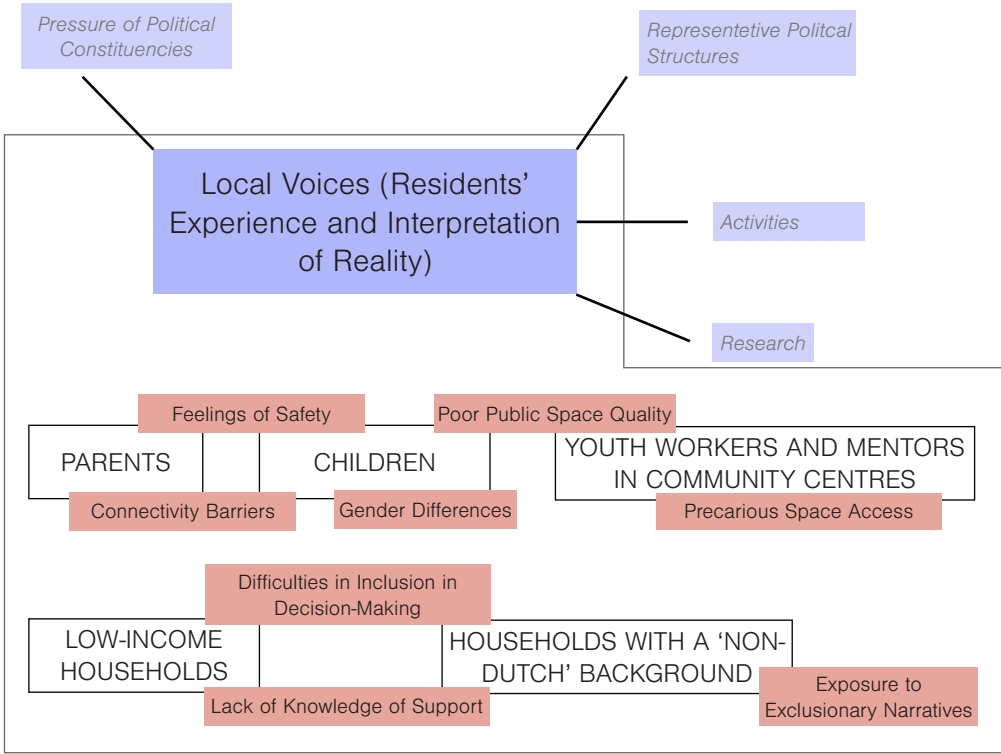 Pressure of Political
Constituencies
Representetive Politcal
Structures
Local Voices (Residents’
Experience and Interpretation
of Reality)
Activities
Research
Feelings of Safety
Poor Public Space Quality
PARENTS
CHILDREN
YOUTH WORKERS AND MENTORS
IN COMMUNITY CENTRES
Connectivity Barriers
Gender Differences
Precarious Space Access
Difficulties in Inclusion in
Decision-Making
LOW-INCOME
HOUSEHOLDS
HOUSEHOLDS WITH A ‘NON-
DUTCH’ BACKGROUND
Lack of Knowledge of Support
Exposure to
Exclusionary Narratives